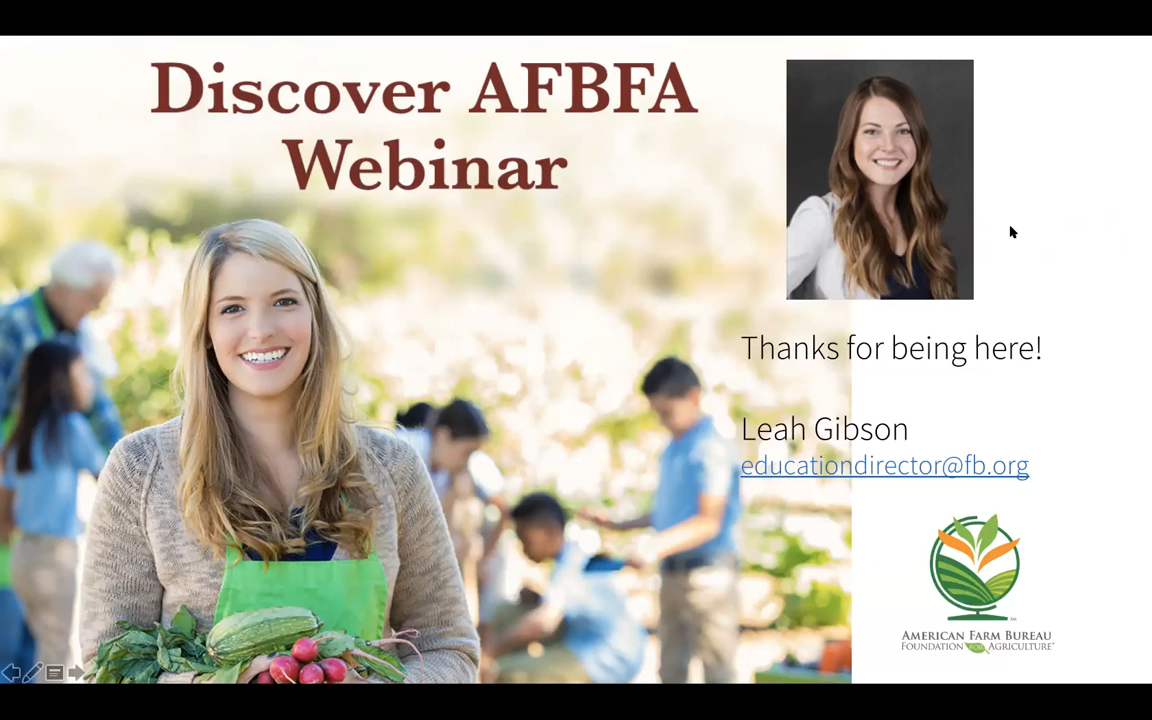 Discover AFBFA
Webinar
Thanks for being here!
Leah Gibson
educationdirector@fb.org
AMERICAN FARM BUREAU
FOUNDATION FOR AGRICULTURE®